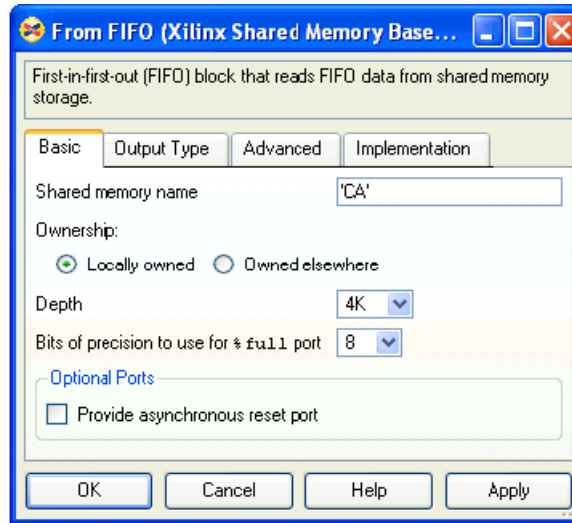 From FIFO (Xilinx Shared Memory Base...
First-in-first-out (FIFO) block that reads FIFO data from shared memory
storage.
Basic Output Type Advanced Implementation
Shared memory name 'CA'
Ownership:
Locally owned Owned elsewhere
Depth 4K
Bits of precision to use for % full port 8
Optional Ports
Provide asynchronous reset port
OK Cancel Help Apply